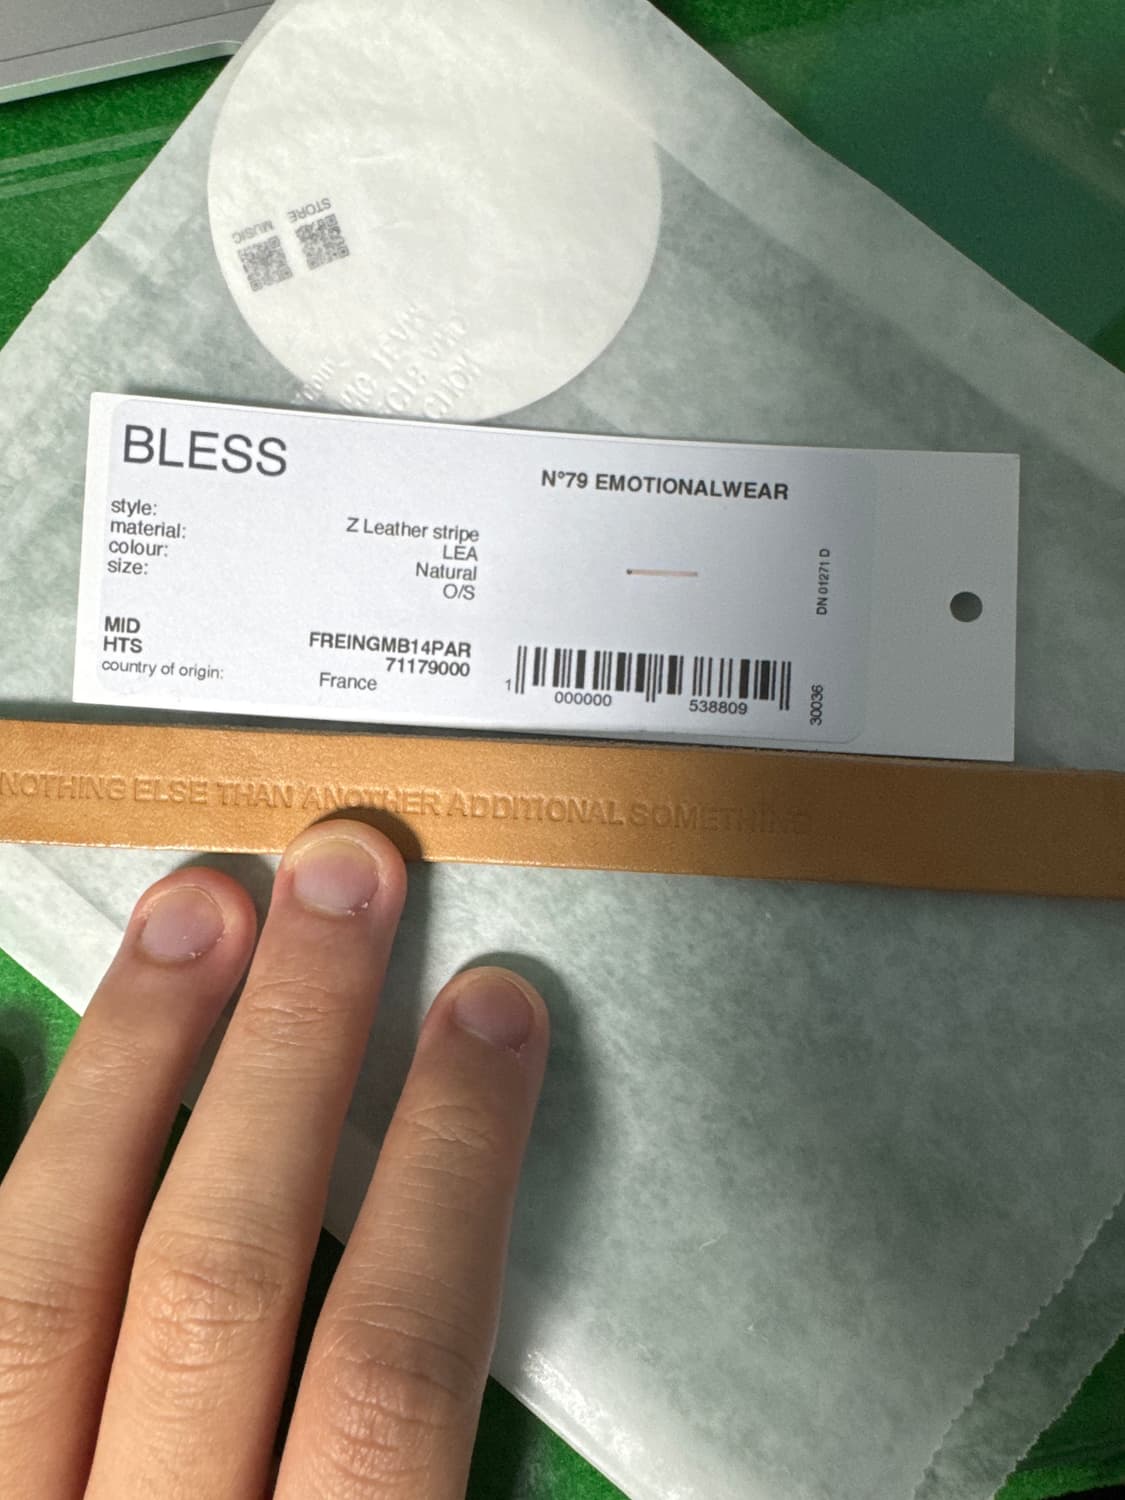 STORE
MUSIC
BLESS
N°79 EMOTIONALWEAR
style:
Z Leather stripe
material:
LEA
colour:
Natural
size:
O/S
MID
FREINGMB14PAR
HTS
71179000
country of origin:
France
1
000000
538809
DN 01271 D
30036
NOTHING ELSE THAN ANOTHER ADDITIONAL SOMETHING